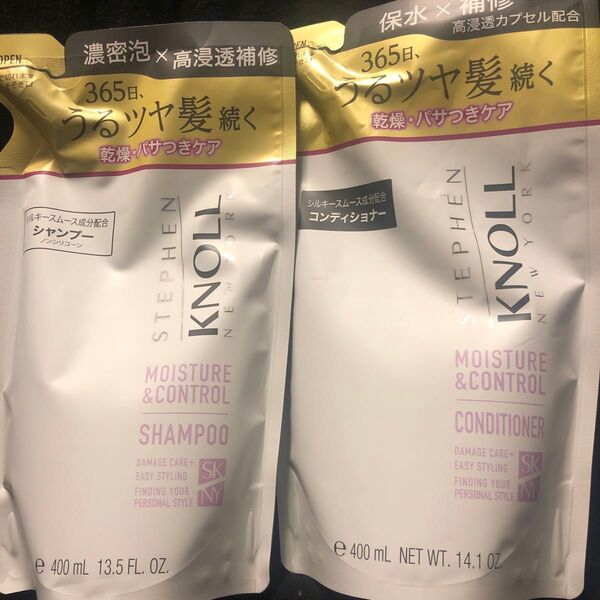 OPEN
濃密泡×高浸透補修
365日、
うるツヤ髪続く
乾燥・パサつきケア
シルキースムース成分配合
シャンプー
ノンシリコーン
STEPHEN
KNOLL
NEW YORK
MOISTURE
&CONTROL
SHAMPOO
DAMAGE CARE+
EASY STYLING
FINDING YOUR
PERSONAL STYLE
SK
NY
e 400 mL 13.5 FL. OZ.
OPEN
保水×補修
高浸透カプセル配合
365日、
うるツヤ髪続く
乾燥・パサつきケア
シルキースムース成分配合
コンディショナー
STEPHEN
KNOLL
NEW YORK
MOISTURE
&CONTROL
CONDITIONER
DAMAGE CARE+
EASY STYLING
FINDING YOUR
PERSONAL STYLE
SK
NY
e 400 mL NET WT. 14.1 OZ.